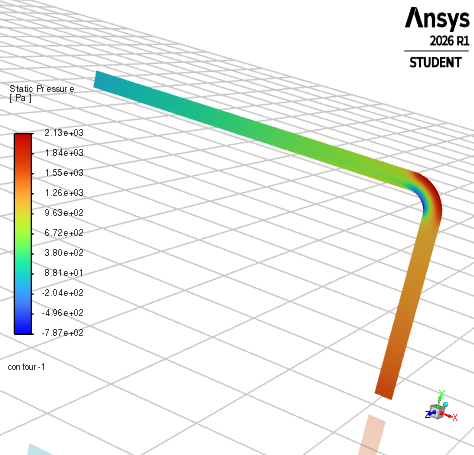 Ansys
2026 R1
STUDENT
Static Pressure
[ Pa ]
2.13e+03
1.84e+03
1.55e+03
1.26e+03
9.63e+02
6.72e+02
3.80e+02
8.81e+01
-2.04e+02
-4.96e+02
-7.87e+02
contour-1
Y
Z
X